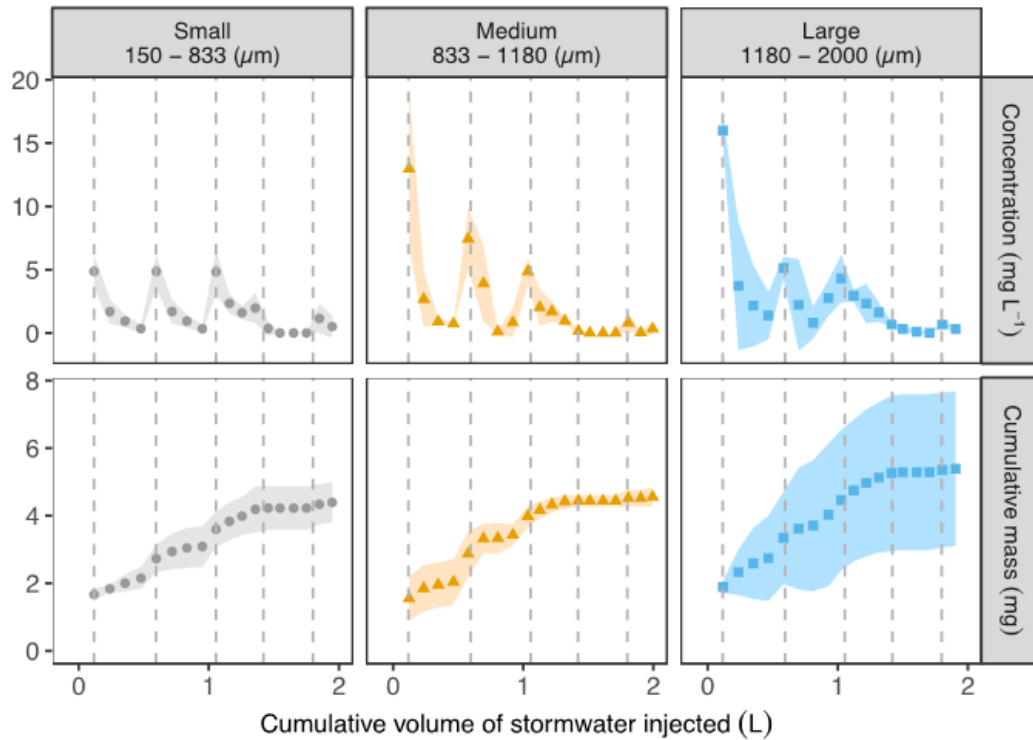 Small
150 – 833 (µm)
Medium
833 – 1180 (µm)
Large
1180 – 2000 (µm)
20
15
10
5
0
Concentration (mg L⁻¹)
8
6
4
2
0
Cumulative mass (mg)
0 1 2
0 1 2
0 1 2
Cumulative volume of stormwater injected (L)